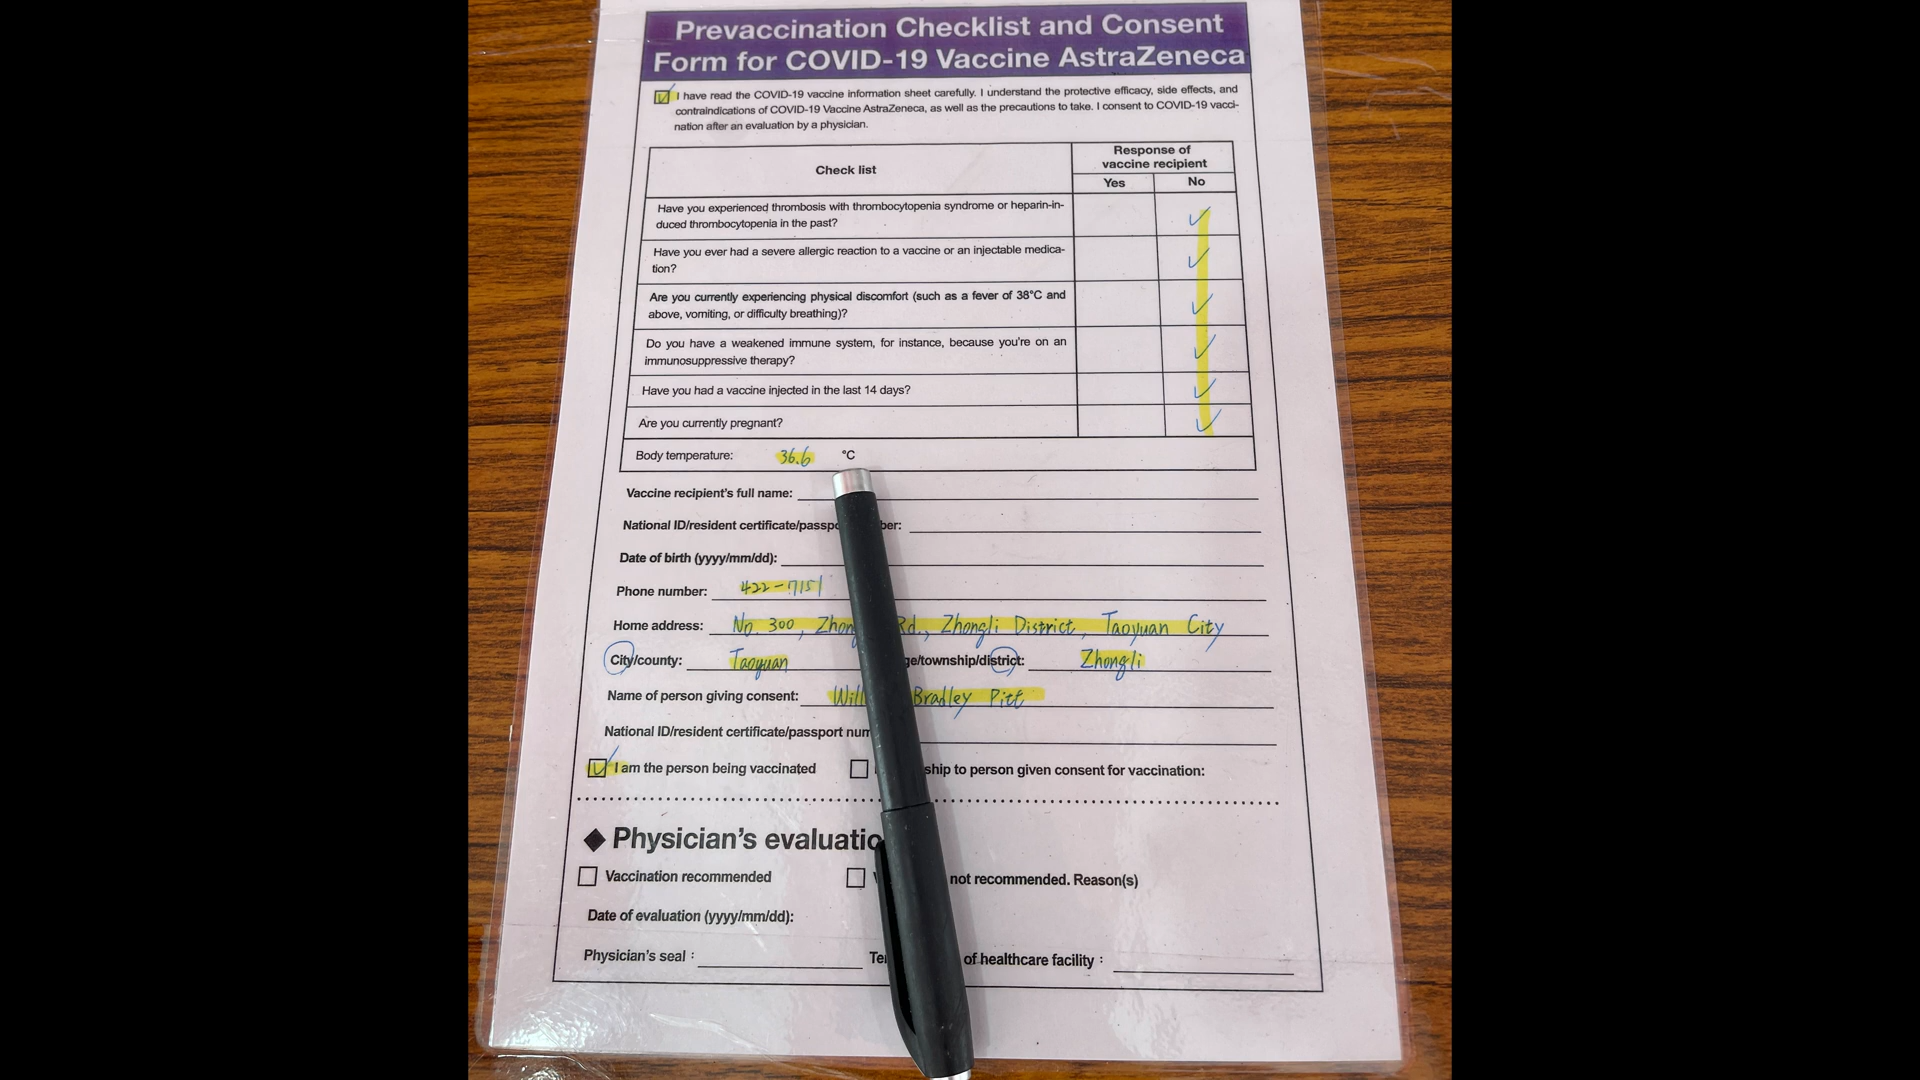 Prevaccination Checklist and Consent
Form for COVID-19 Vaccine AstraZeneca
I have read the COVID-19 vaccine information sheet carefully. I understand the protective efficacy, side effects, and
contraindications of COVID-19 Vaccine AstraZeneca, as well as the precautions to take. I consent to COVID-19 vacci-
nation after an evaluation by a physician.
Check list
Response of
vaccine recipient
Yes No
Have you experienced thrombosis with thrombocytopenia syndrome or heparin-in-
duced thrombocytopenia in the past?
Have you ever had a severe allergic reaction to a vaccine or an injectable medica-
tion?
Are you currently experiencing physical discomfort (such as a fever of 38°C and
above, vomiting, or difficulty breathing)?
Do you have a weakened immune system, for instance, because you're on an
immunosuppressive therapy?
Have you had a vaccine injected in the last 14 days?
Are you currently pregnant?
Body temperature: 36.6 °C
Vaccine recipient's full name:
National ID/resident certificate/
Date of birth (yyyy/mm/dd):
Phone number: 422-7151
Home address: No. 300, Rd., Zhongli District, Taoyuan City
City/county: Taoyuan /township/district: Zhongli
Name of person giving consent: Bradley Pitt
National ID/resident certificate/passport
I am the person being vaccinated to person given consent for vaccination:
◆ Physician's
Vaccination recommended not recommended. Reason(s)
Date of evaluation (yyyy/mm/dd):
Physician's seal : of healthcare facility :